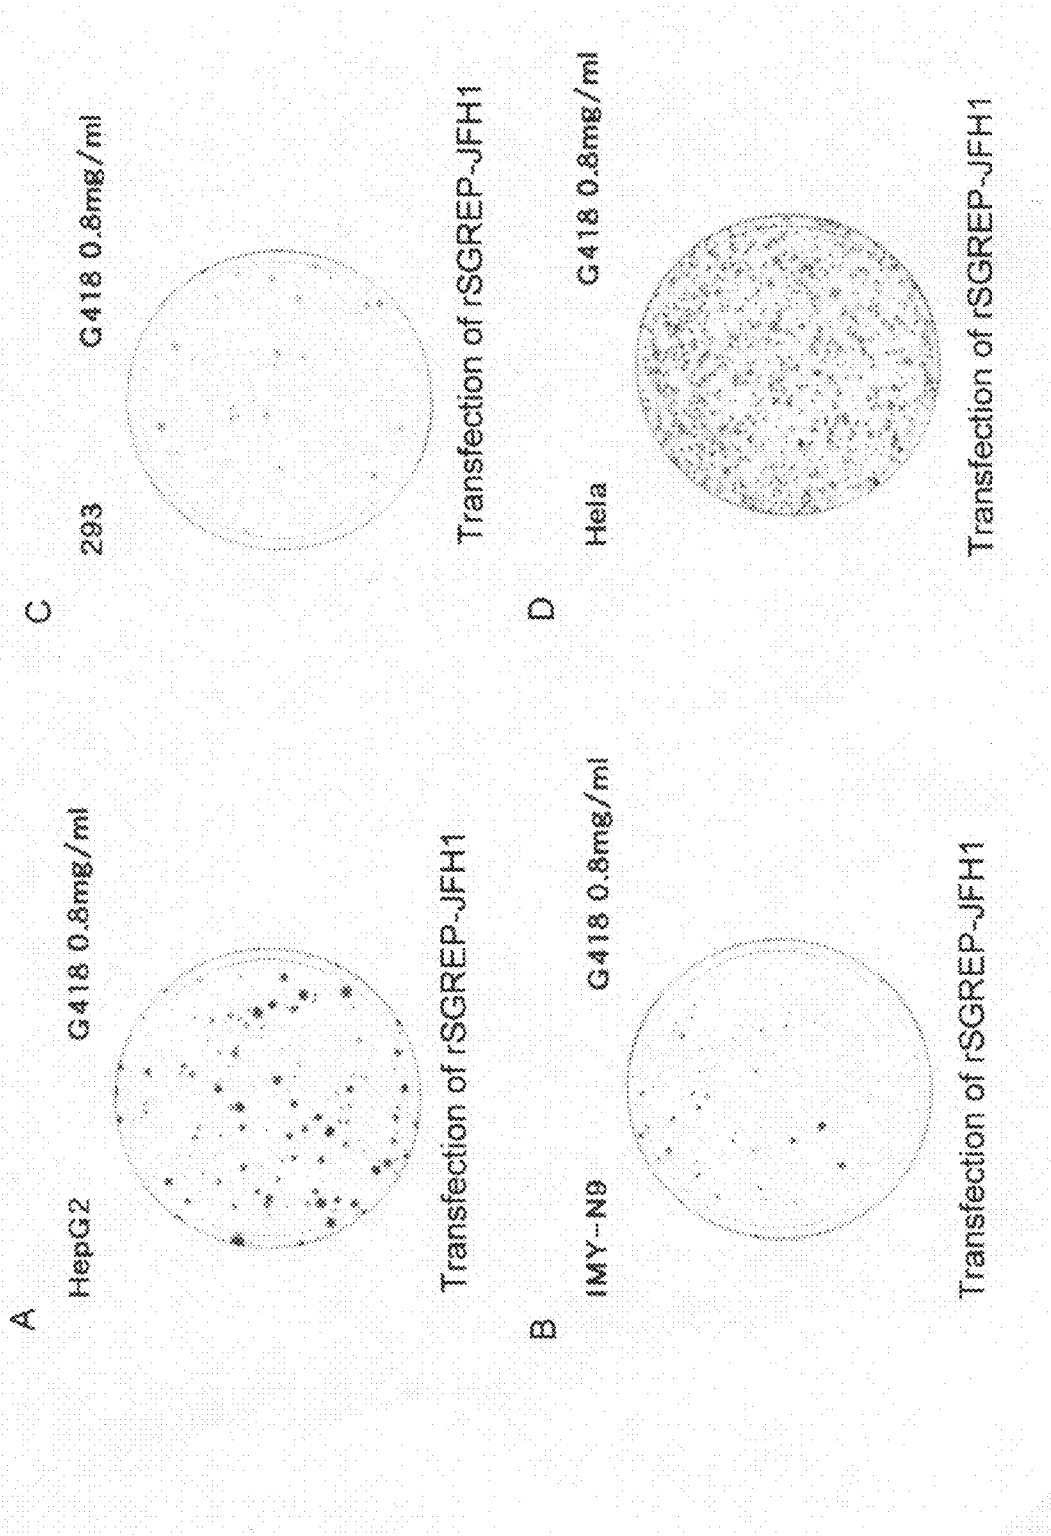 A
HepG2 G418 0.8mg/ml
Transfection of rSGREP-JFH1
B
IMY-N9 G418 0.8mg/ml
Transfection of rSGREP-JFH1
C
293 G418 0.8mg/ml
Transfection of rSGREP-JFH1
D
Hela G418 0.8mg/ml
Transfection of rSGREP-JFH1